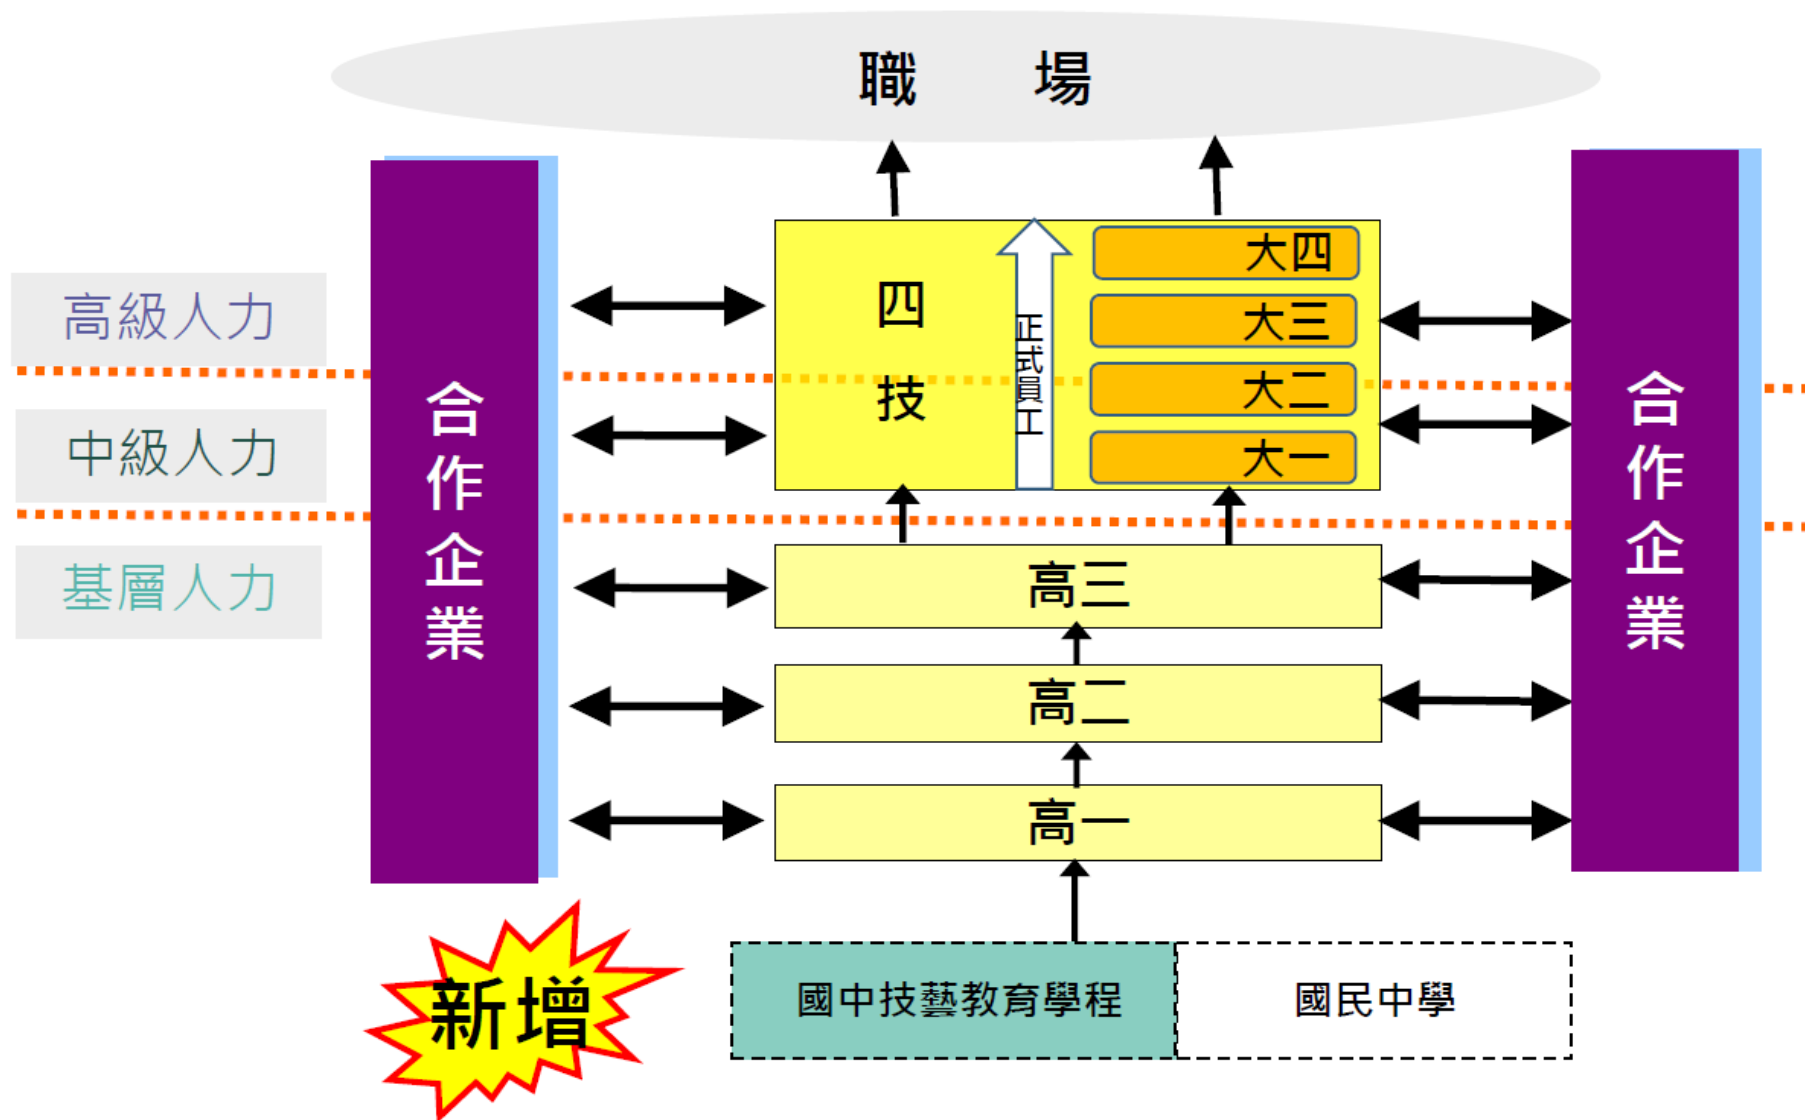 職 場
高級人力
中級人力
基層人力
合作企業
四技
正式員工
大四
大三
大二
大一
合作企業
高三
高二
高一
新增
國中技藝教育學程
國民中學